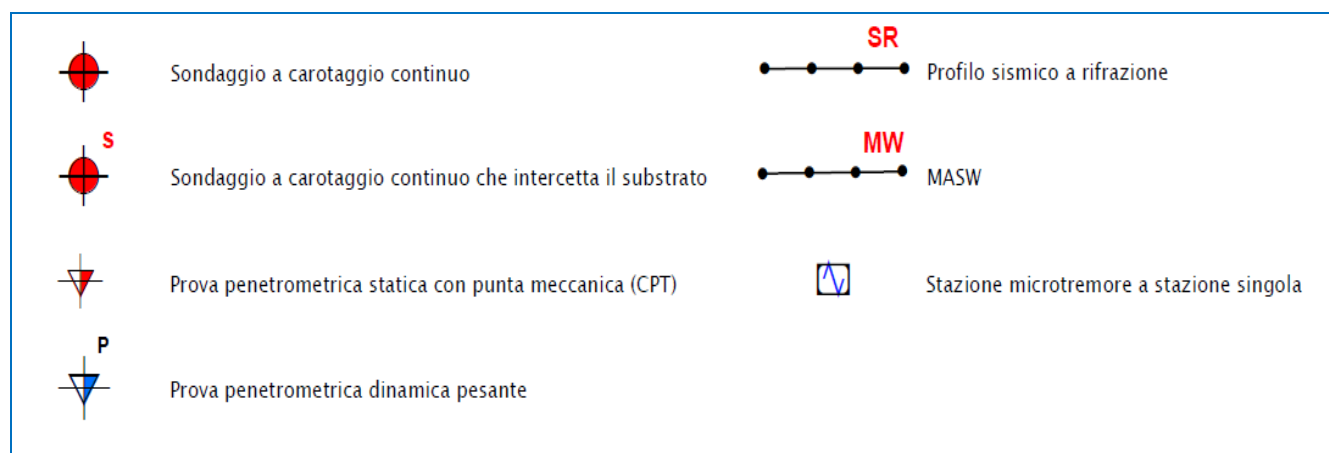 Sondaggio a carotaggio continuo
SR
Profilo sismico a rifrazione
S
Sondaggio a carotaggio continuo che intercetta il substrato
MW
MASW
Prova penetrometrica statica con punta meccanica (CPT)
Stazione microtremore a stazione singola
P
Prova penetrometrica dinamica pesante